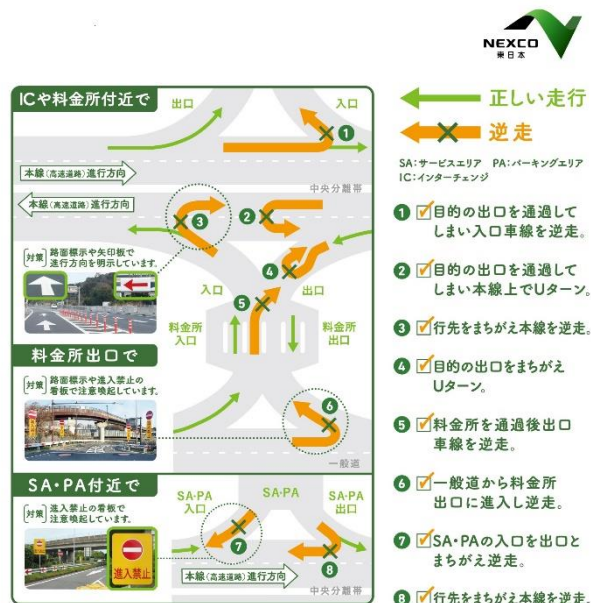 NEXCO
東日本
ICや料金所付近で
出口
入口
1
本線(高速道路)進行方向
中央分離帯
本線(高速道路)進行方向
3
2
[対策] 路面標示や矢印板で
進行方向を明示しています。
4
入口
出口
5
料金所
入口
料金所
出口
料金所出口で
[対策] 路面標示や進入禁止の
看板で注意喚起しています。
6
一般道
SA・PA付近で
SA・PA
入口
SA・PA
SA・PA
出口
[対策] 進入禁止の看板で
注意喚起しています。
進入禁止
7
8
本線(高速道路)進行方向
中央分離帯
正しい走行
逆走
SA:サービスエリア PA:パーキングエリア
IC:インターチェンジ
1 目的の出口を通過して
しまい入口車線を逆走。
2 目的の出口を通過して
しまい本線上でUターン。
3 行先をまちがえ本線を逆走。
4 目的の出口をまちがえ
Uターン。
5 料金所を通過後出口
車線を逆走。
6 一般道から料金所
出口に進入し逆走。
7 SA・PAの入口を出口と
まちがえ逆走。
8 行先をまちがえ本線を逆走。